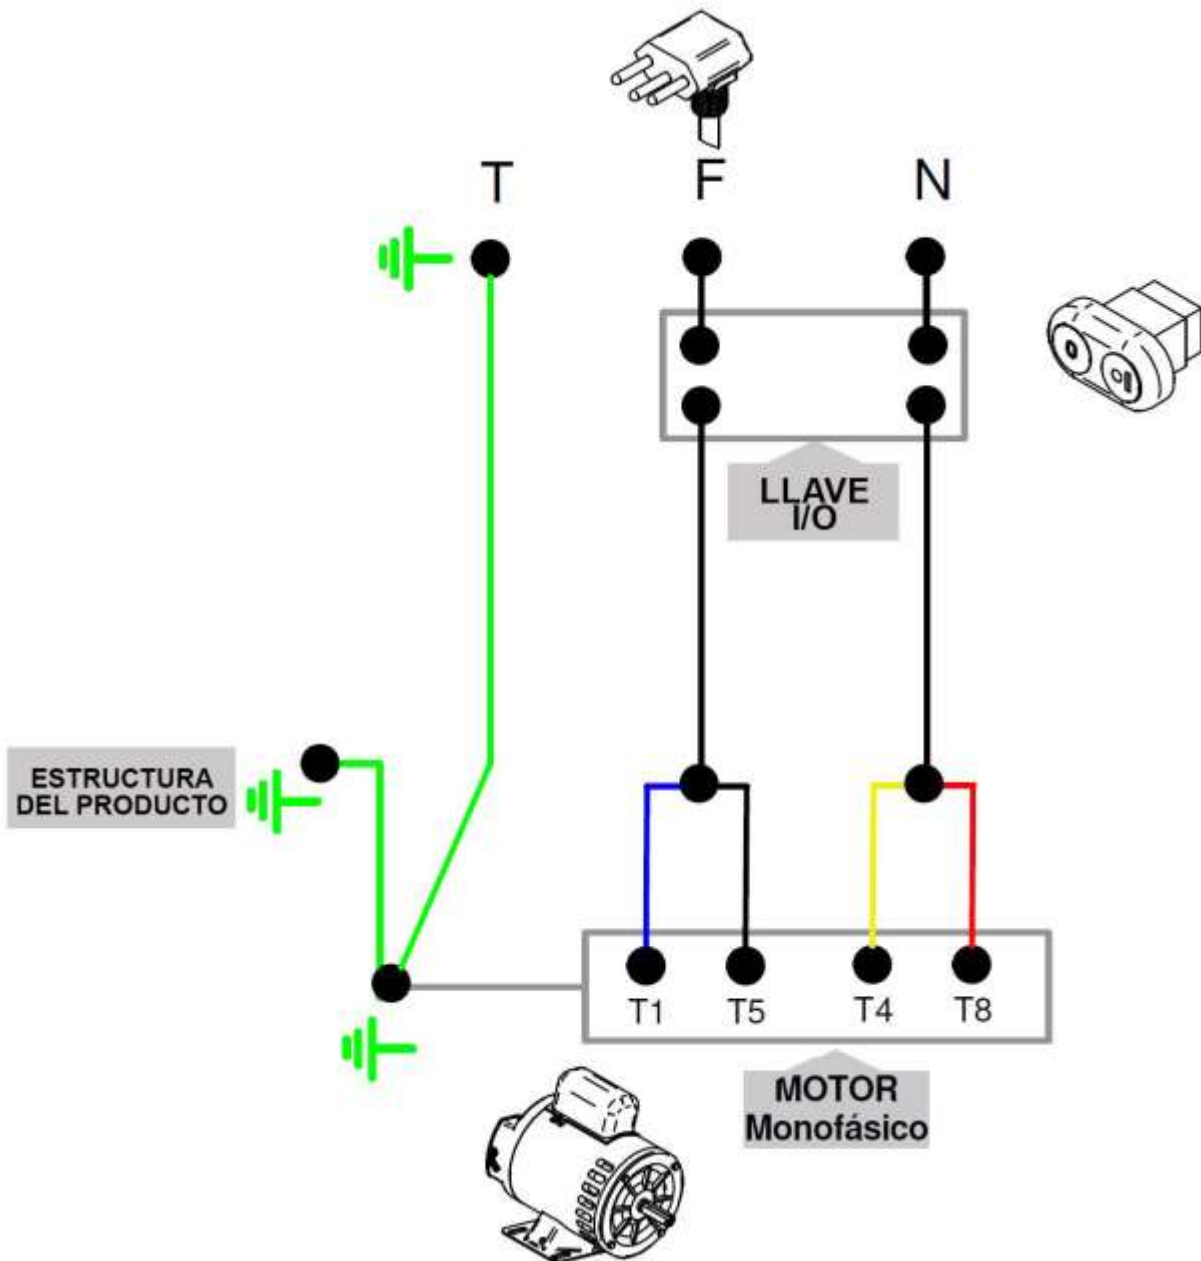 T
F
N
LLAVE
I/O
ESTRUCTURA
DEL PRODUCTO
T1
T5
T4
T8
MOTOR
Monofásico